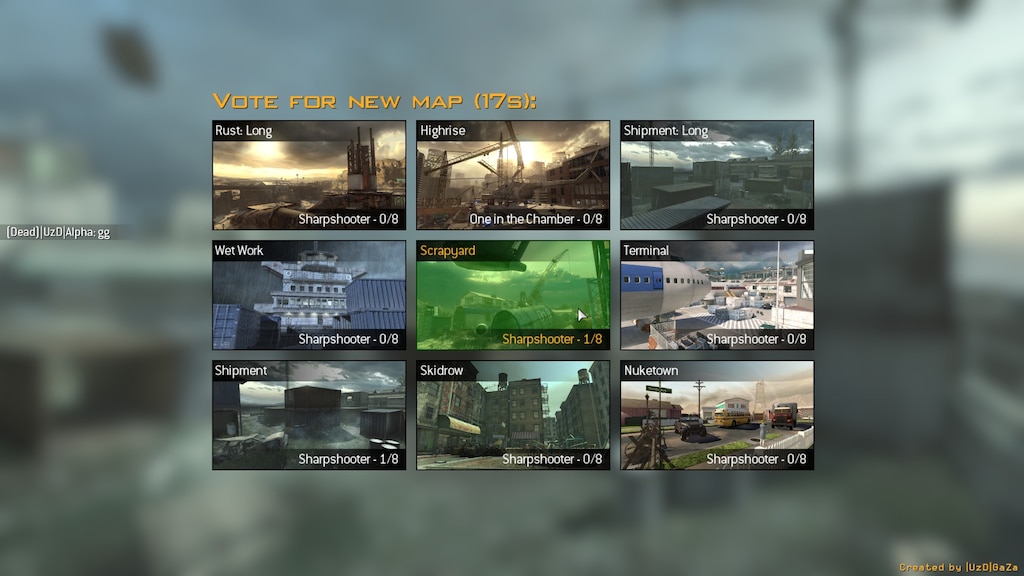 Vote for new map (17s):
Rust: Long
Sharpshooter - 0/8
Highrise
One in the Chamber - 0/8
Shipment: Long
Sharpshooter - 0/8
[Dead]|UzD|Alpha: gg
Wet Work
Sharpshooter - 0/8
Scrapyard
Sharpshooter - 1/8
Terminal
Sharpshooter - 0/8
Shipment
Sharpshooter - 1/8
Skidrow
Sharpshooter - 0/8
Nuketown
Sharpshooter - 0/8
Created by |UzD|GaZa